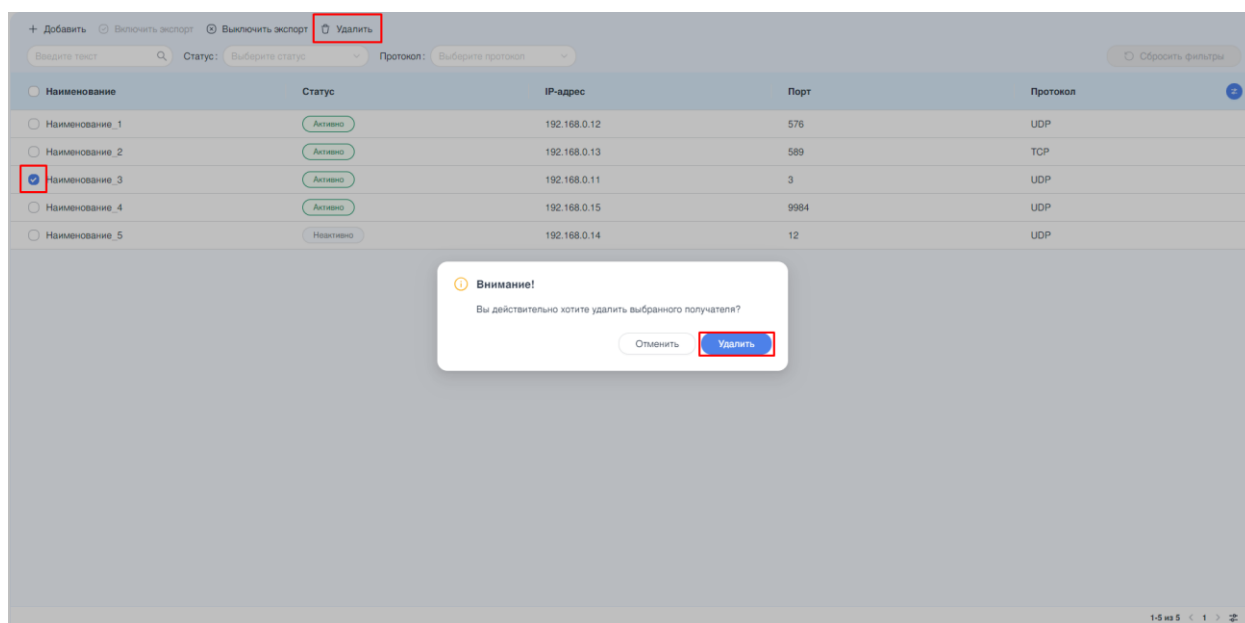 + Добавить Включить экспорт Выключить экспорт Удалить
Введите текст Статус: Выберите статус Протокол: Выберите протокол Сбросить фильтры
Наименование Статус IP-адрес Порт Протокол
Наименование_1 Активно 192.168.0.12 576 UDP
Наименование_2 Активно 192.168.0.13 589 TCP
Наименование_3 Активно 192.168.0.11 3 UDP
Наименование_4 Активно 192.168.0.15 9984 UDP
Наименование_5 Неактивно 192.168.0.14 12 UDP
Внимание!
Вы действительно хотите удалить выбранного получателя?
Отменить Удалить
1-5 из 5 < 1 >